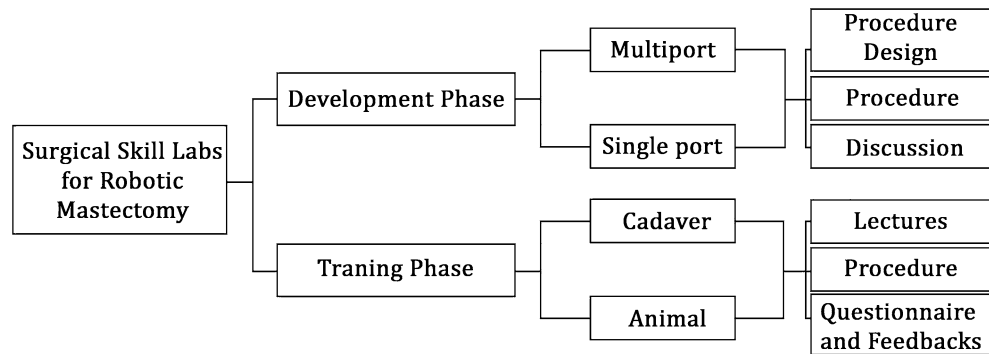 Surgical Skill Labs
for Robotic
Mastectomy
Development Phase
Multiport
Single port
Procedure
Design
Procedure
Discussion
Traning Phase
Cadaver
Animal
Lectures
Procedure
Questionnaire
and Feedbacks